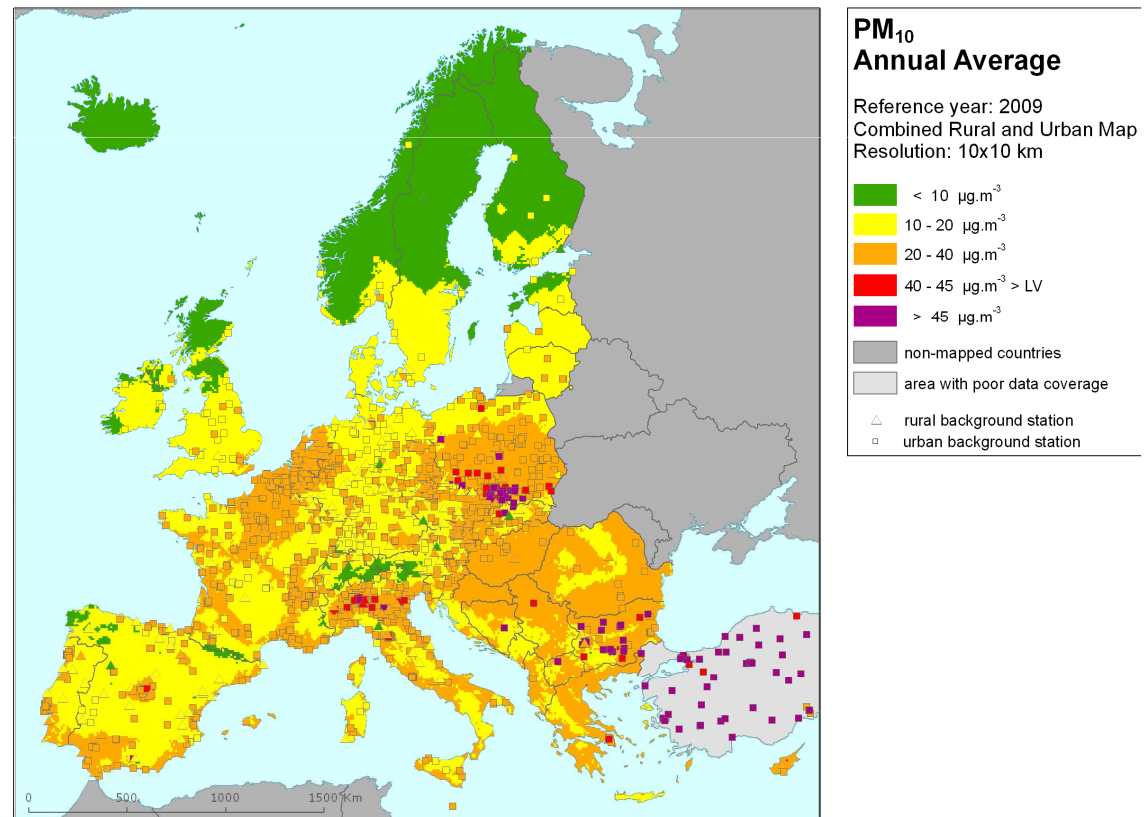 PM₁₀
Annual Average
Reference year: 2009
Combined Rural and Urban Map
Resolution: 10x10 km
< 10 µg.m⁻³
10 - 20 µg.m⁻³
20 - 40 µg.m⁻³
40 - 45 µg.m⁻³ > LV
> 45 µg.m⁻³
non-mapped countries
area with poor data coverage
rural background station
urban background station
0 500 1000 1500 Km